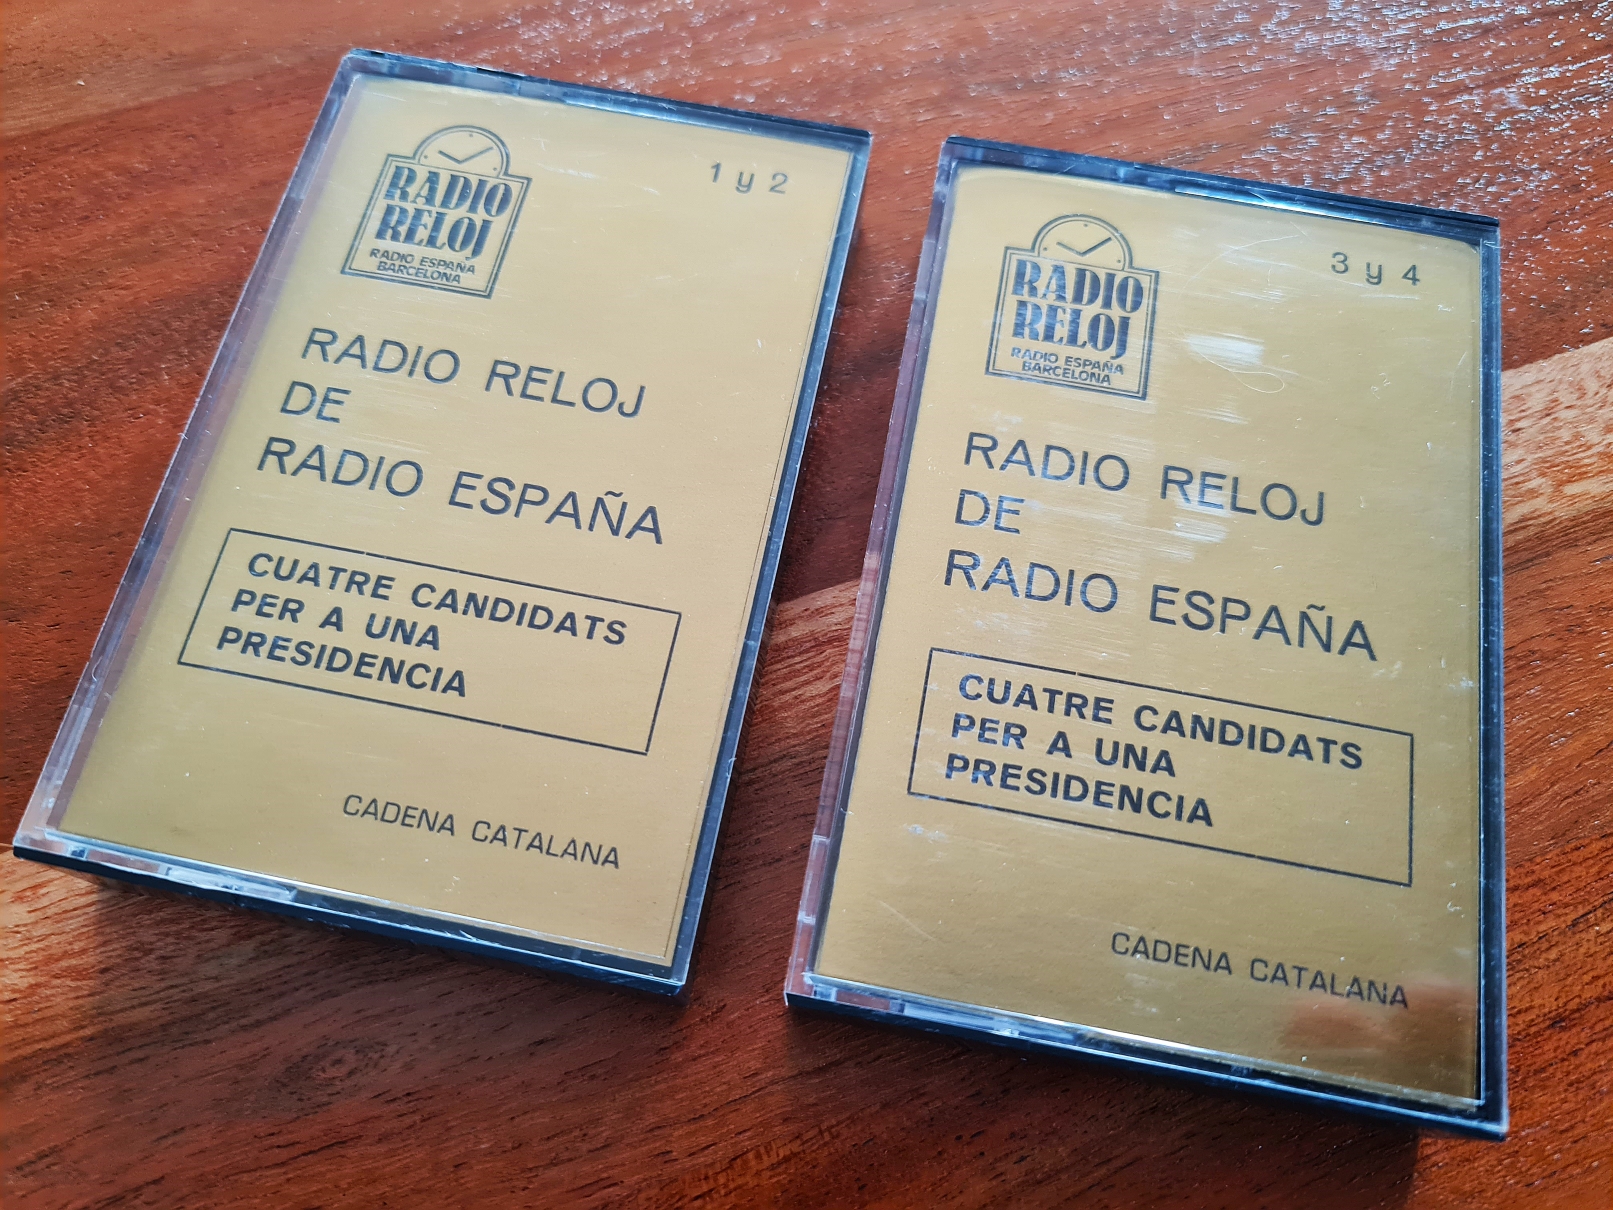 1 y 2
RADIO
RELOJ
RADIO ESPAÑA
BARCELONA
RADIO RELOJ
DE
RADIO ESPAÑA
CUATRE CANDIDATS
PER A UNA
PRESIDENCIA
CADENA CATALANA
3 y 4
RADIO
RELOJ
RADIO ESPAÑA
BARCELONA
RADIO RELOJ
DE
RADIO ESPAÑA
CUATRE CANDIDATS
PER A UNA
PRESIDENCIA
CADENA CATALANA